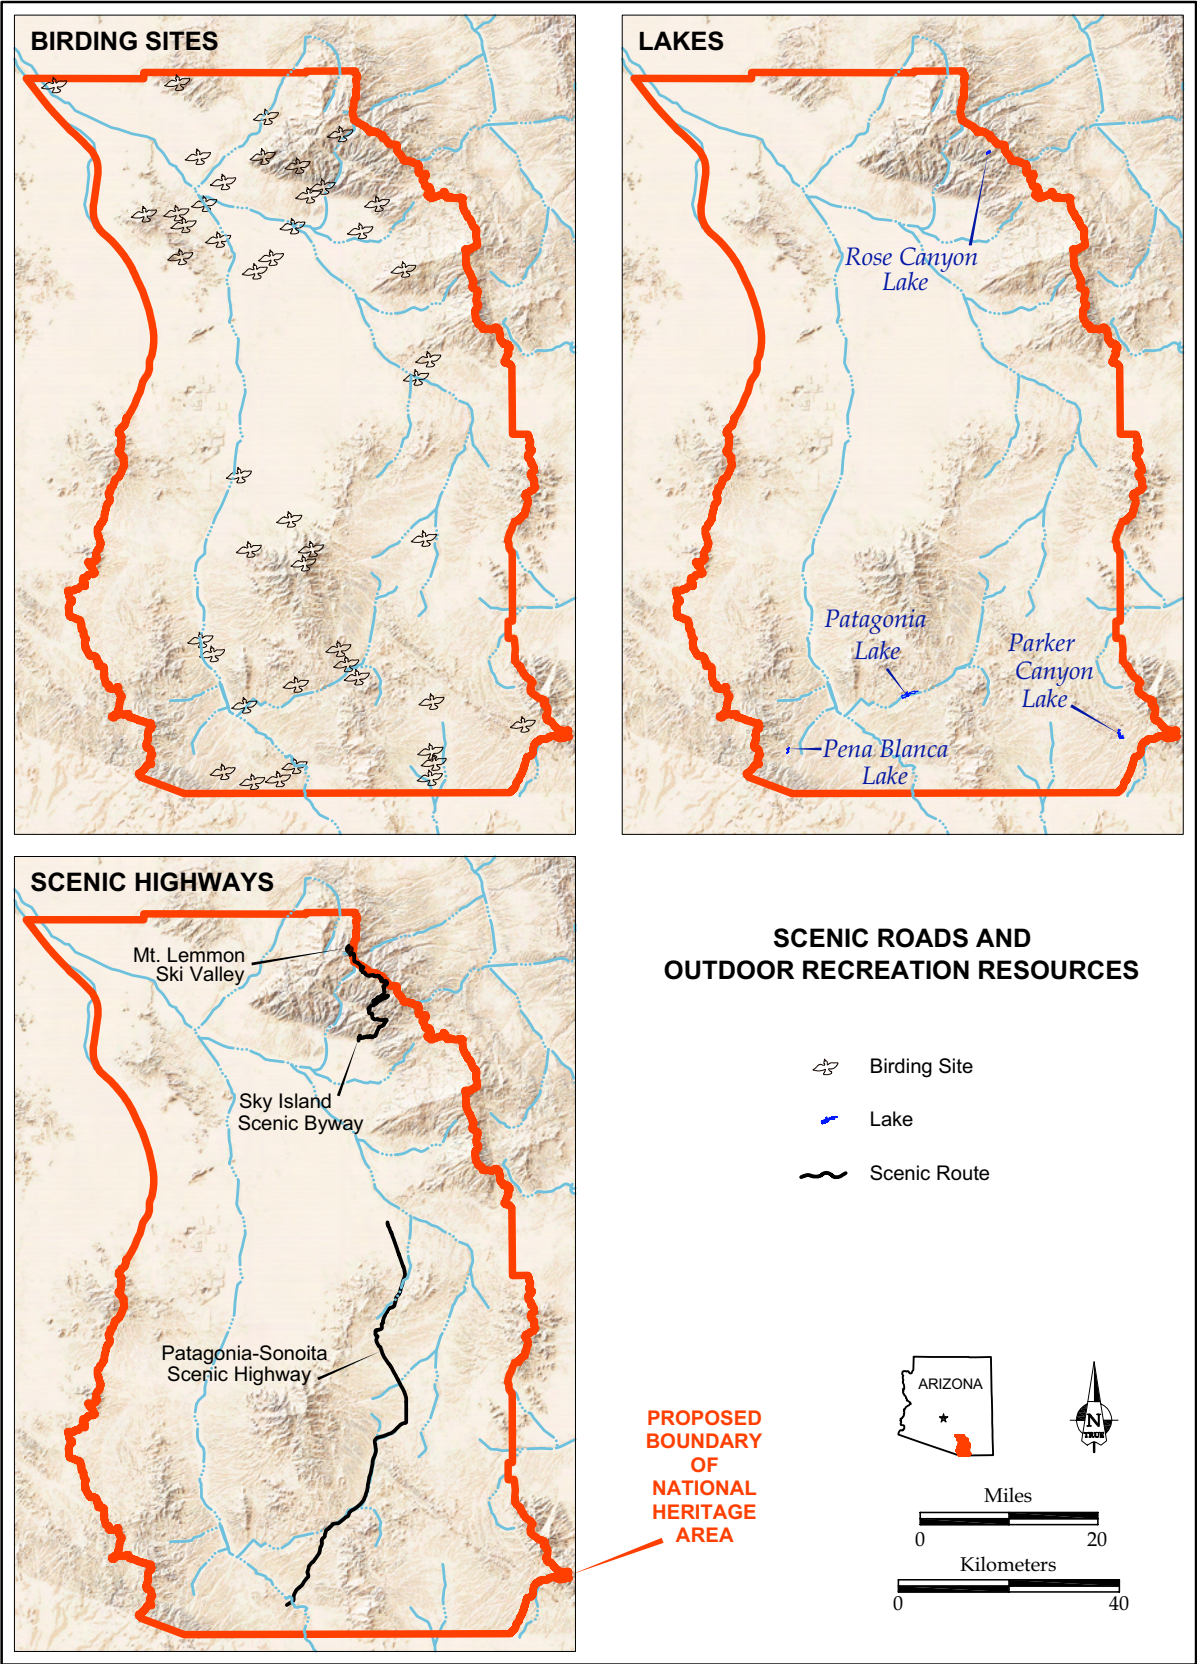 BIRDING SITES
LAKES
Rose Canyon
Lake
Patagonia
Lake
Parker
Canyon
Lake
Pena Blanca
Lake
SCENIC HIGHWAYS
Mt. Lemmon
Ski Valley
Sky Island
Scenic Byway
Patagonia-Sonoita
Scenic Highway
SCENIC ROADS AND
OUTDOOR RECREATION RESOURCES
Birding Site
Lake
Scenic Route
PROPOSED
BOUNDARY
OF
NATIONAL
HERITAGE
AREA
ARIZONA
N
TRUE
Miles
0 20
Kilometers
0 40